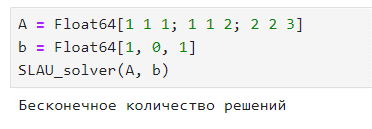 A = Float64[1 1 1; 1 1 2; 2 2 3]
b = Float64[1, 0, 1]
SLAU_solver(A, b)
Бесконечное количество решений